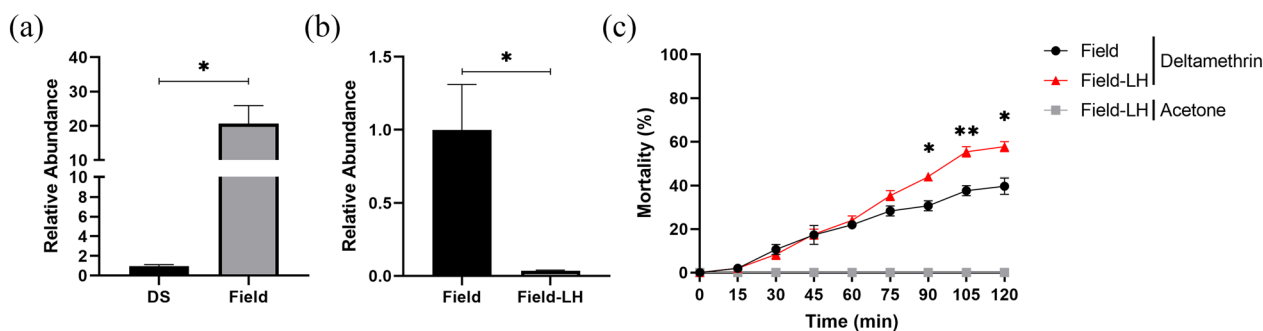 (a)
Relative Abundance
40
30
20
10
10
8
6
4
2
0
*
DS
Field
(b)
Relative Abundance
1.5
1.0
0.5
0.0
*
Field
Field-LH
(c)
Mortality (%)
100
80
60
40
20
0
*
**
*
0 15 30 45 60 75 90 105 120
Time (min)
Field
Field-LH
Deltamethrin
Field-LH
Acetone